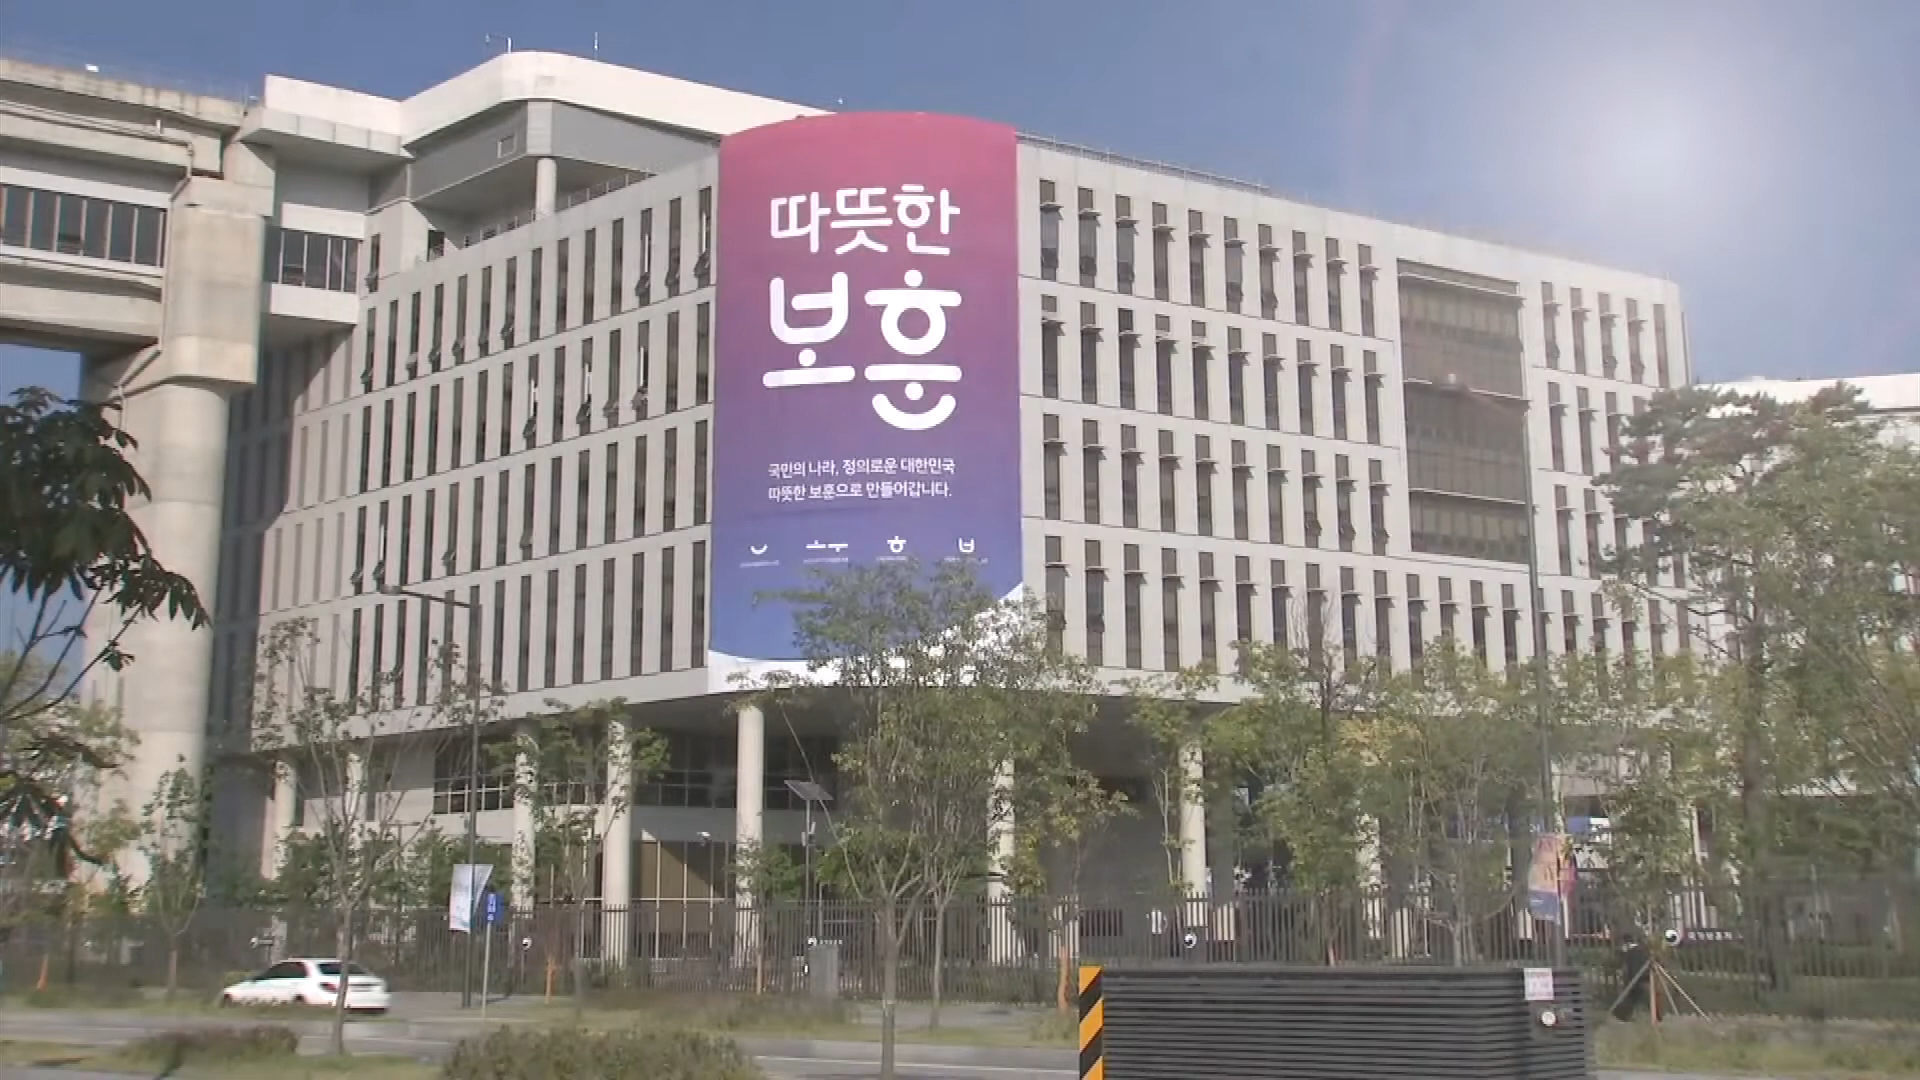 따뜻한
보훈
국민의 나라, 정의로운 대한민국
따뜻한 보훈으로 만들어갑니다.